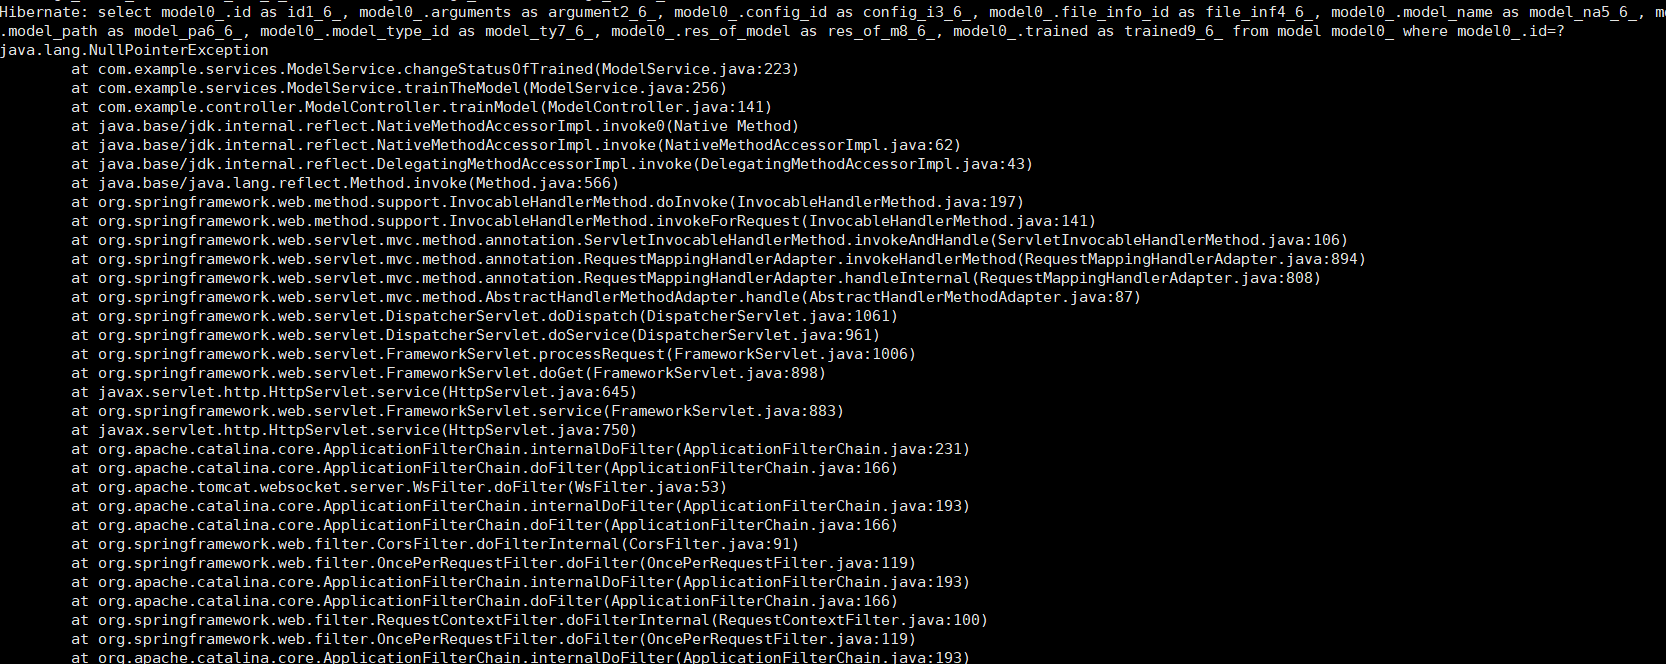 Hibernate: select model0_.id as id1_6_, model0_.arguments as argument2_6_, model0_.config_id as config_i3_6_, model0_.file_info_id as file_inf4_6_, model0_.model_name as model_na5_6_,
.model_path as model_pa6_6_, model0_.model_type_id as model_ty7_6_, model0_.res_of_model as res_of_m8_6_, model0_.trained as trained9_6_ from model model0_ where model0_.id=?
java.lang.NullPointerException
at com.example.services.ModelService.changeStatusOfTrained(ModelService.java:223)
at com.example.services.ModelService.trainTheModel(ModelService.java:256)
at com.example.controller.ModelController.trainModel(ModelController.java:141)
at java.base/jdk.internal.reflect.NativeMethodAccessorImpl.invoke0(Native Method)
at java.base/jdk.internal.reflect.NativeMethodAccessorImpl.invoke(NativeMethodAccessorImpl.java:62)
at java.base/jdk.internal.reflect.DelegatingMethodAccessorImpl.invoke(DelegatingMethodAccessorImpl.java:43)
at java.base/java.lang.reflect.Method.invoke(Method.java:566)
at org.springframework.web.method.support.InvocableHandlerMethod.doInvoke(InvocableHandlerMethod.java:197)
at org.springframework.web.method.support.InvocableHandlerMethod.invokeForRequest(InvocableHandlerMethod.java:141)
at org.springframework.web.servlet.mvc.method.annotation.ServletInvocableHandlerMethod.invokeAndHandle(ServletInvocableHandlerMethod.java:106)
at org.springframework.web.servlet.mvc.method.annotation.RequestMappingHandlerAdapter.invokeHandlerMethod(RequestMappingHandlerAdapter.java:894)
at org.springframework.web.servlet.mvc.method.annotation.RequestMappingHandlerAdapter.handleInternal(RequestMappingHandlerAdapter.java:808)
at org.springframework.web.servlet.mvc.method.AbstractHandlerMethodAdapter.handle(AbstractHandlerMethodAdapter.java:87)
at org.springframework.web.servlet.DispatcherServlet.doDispatch(DispatcherServlet.java:1061)
at org.springframework.web.servlet.DispatcherServlet.doService(DispatcherServlet.java:961)
at org.springframework.web.servlet.FrameworkServlet.processRequest(FrameworkServlet.java:1006)
at org.springframework.web.servlet.FrameworkServlet.doGet(FrameworkServlet.java:898)
at javax.servlet.http.HttpServlet.service(HttpServlet.java:645)
at org.springframework.web.servlet.FrameworkServlet.service(FrameworkServlet.java:883)
at javax.servlet.http.HttpServlet.service(HttpServlet.java:750)
at org.apache.catalina.core.ApplicationFilterChain.internalDoFilter(ApplicationFilterChain.java:231)
at org.apache.catalina.core.ApplicationFilterChain.doFilter(ApplicationFilterChain.java:166)
at org.apache.tomcat.websocket.server.WsFilter.doFilter(WsFilter.java:53)
at org.apache.catalina.core.ApplicationFilterChain.internalDoFilter(ApplicationFilterChain.java:193)
at org.apache.catalina.core.ApplicationFilterChain.doFilter(ApplicationFilterChain.java:166)
at org.springframework.web.filter.CorsFilter.doFilterInternal(CorsFilter.java:91)
at org.springframework.web.filter.OncePerRequestFilter.doFilter(OncePerRequestFilter.java:119)
at org.apache.catalina.core.ApplicationFilterChain.internalDoFilter(ApplicationFilterChain.java:193)
at org.apache.catalina.core.ApplicationFilterChain.doFilter(ApplicationFilterChain.java:166)
at org.springframework.web.filter.RequestContextFilter.doFilterInternal(RequestContextFilter.java:100)
at org.springframework.web.filter.OncePerRequestFilter.doFilter(OncePerRequestFilter.java:119)
at org.apache.catalina.core.ApplicationFilterChain.internalDoFilter(ApplicationFilterChain.java:193)